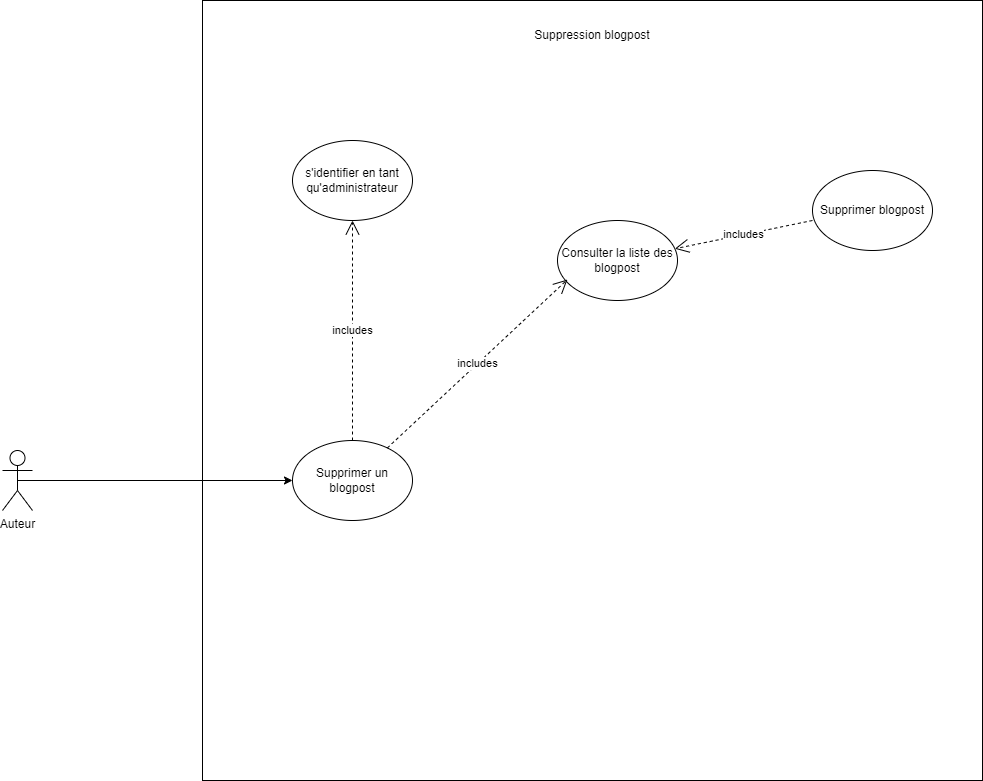 Suppression blogpost
s'identifier en tant
qu'administrateur
Supprimer blogpost
includes
Consulter la liste des
blogpost
includes
includes
Supprimer un
blogpost
Auteur